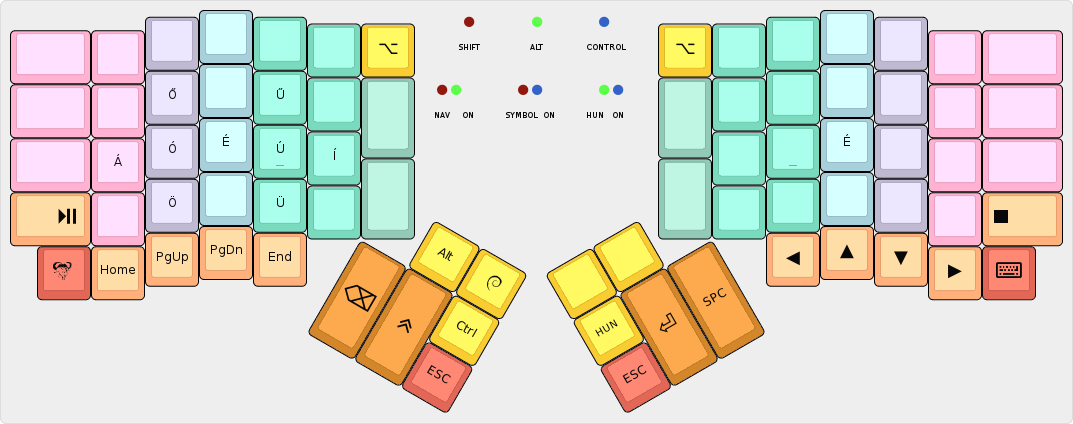 ⌥ ⌥
SHIFT ALT CONTROL
Ő Ű
NAV ON SYMBOL ON HUN ON
É É
Á Ó Ú Í
_ _
Ö Ü
Home PgUp PgDn End
Alt
Ctrl HUN SPC
ESC ESC